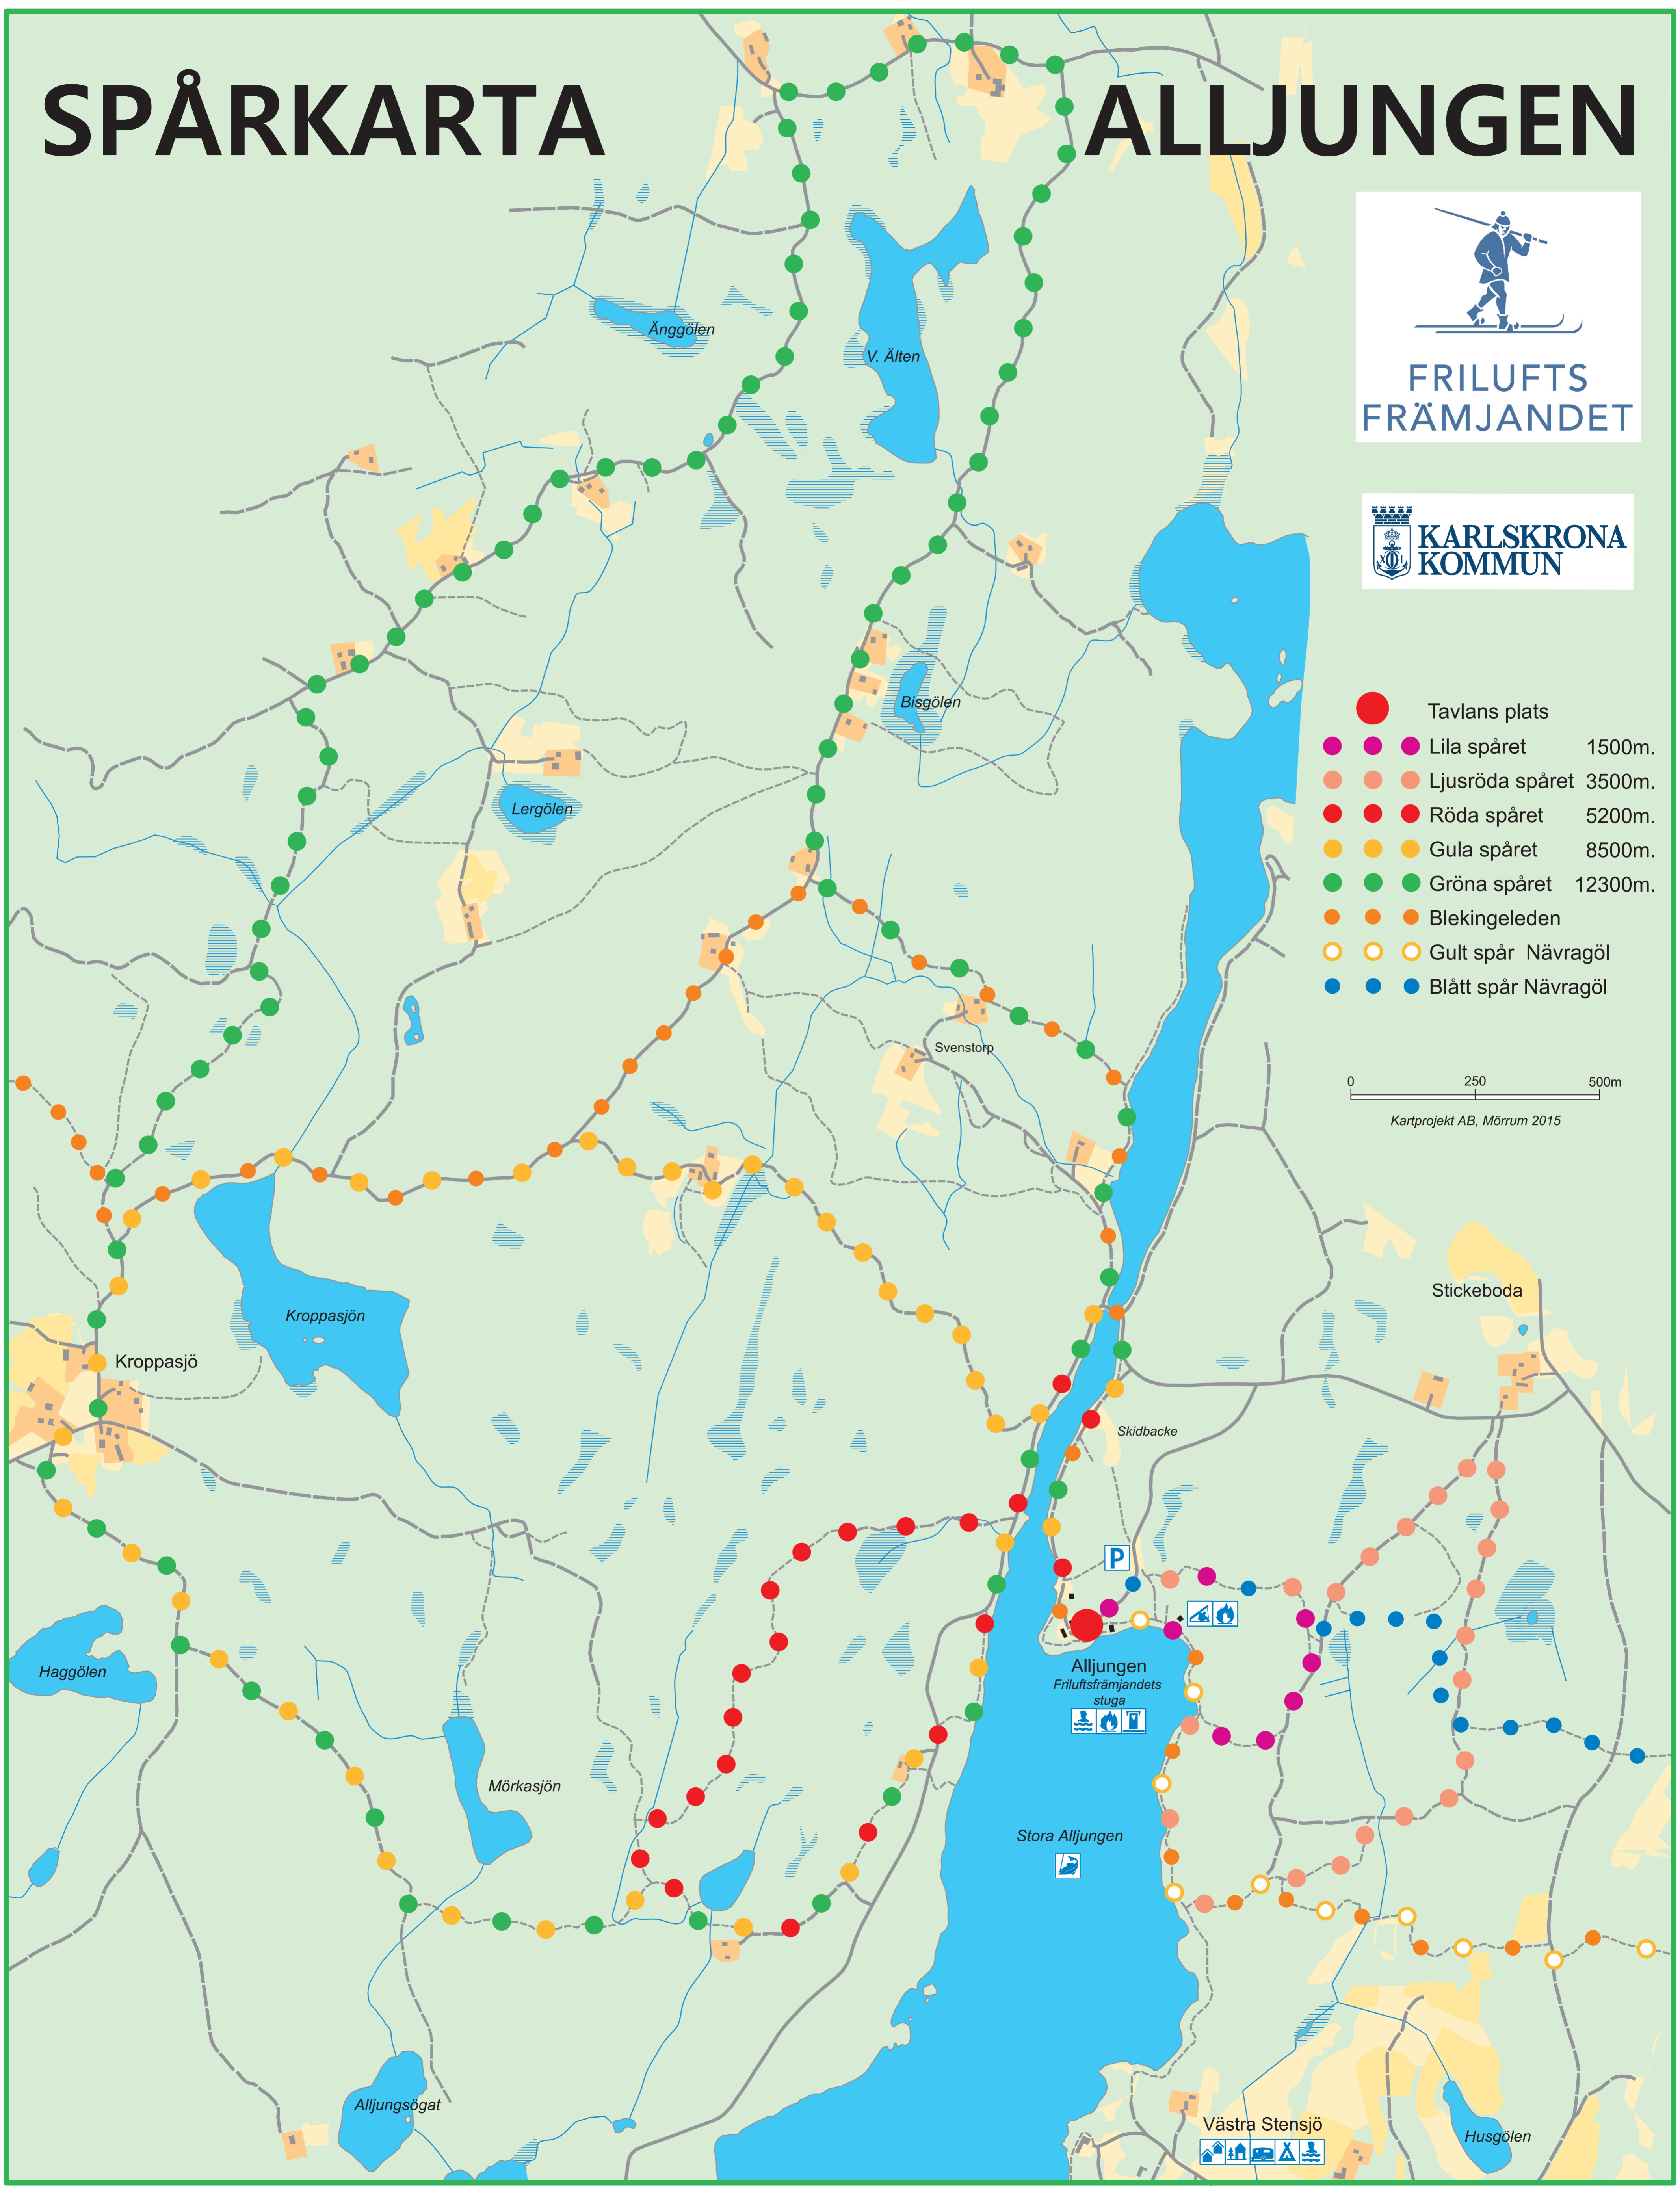 SPÅRKARTA ALLJUNGEN
FRILUFTS
FRÄMJANDET
KARLSKRONA
KOMMUN
Änggölen
V. Älten
Bisgölen
Lergölen
Tavlans plats
Lila spåret 1500m.
Ljusröda spåret 3500m.
Röda spåret 5200m.
Gula spåret 8500m.
Gröna spåret 12300m.
Blekingeleden
Gult spår Nävragöl
Blått spår Nävragöl
0 250 500m
Kartprojekt AB, Mörrum 2015
Svenstorp
Stickeboda
Kroppasjön
Kroppasjö
Skidbacke
P
Haggölen
Alljungen
Friluftsfrämjandets
stuga
Mörkasjön
Stora Alljungen
Alljungsögat
Västra Stensjö
Husgölen